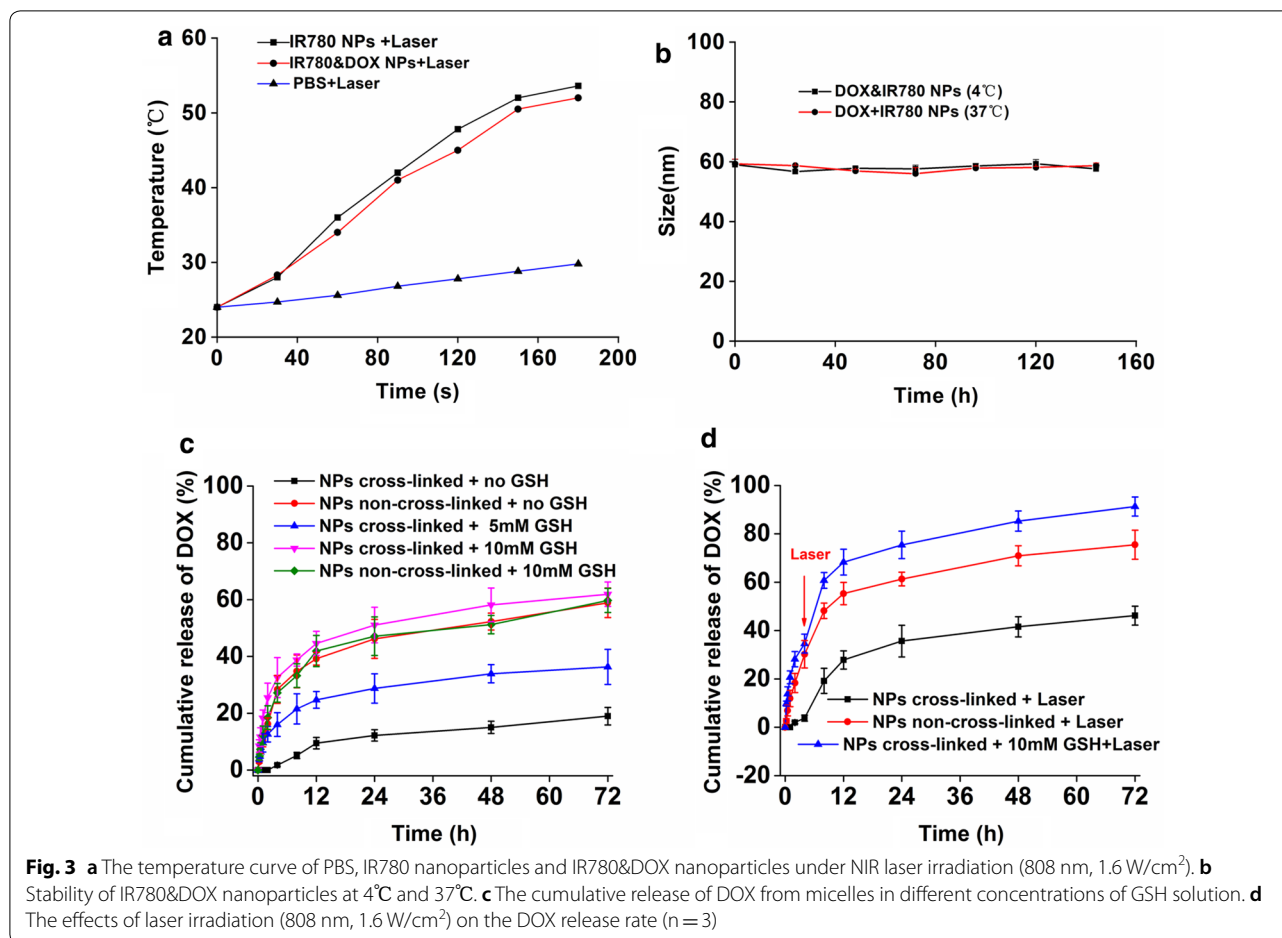 a
IR780 NPs +Laser
IR780&DOX NPs+Laser
PBS+Laser
Temperature (℃)
50
40
30
20
0 40 80 120 160 200
Time (s)
b
DOX&IR780 NPs (4℃)
DOX+IR780 NPs (37℃)
Size(nm)
100
80
60
40
20
0
0 40 80 120 160
Time (h)
c
NPs cross-linked + no GSH
NPs non-cross-linked + no GSH
NPs cross-linked + 5mM GSH
NPs cross-linked + 10mM GSH
NPs non-cross-linked + 10mM GSH
Cumulative release of DOX (%)
100
80
60
40
20
0
0 12 24 36 48 60 72
Time (h)
d
Laser
NPs cross-linked + Laser
NPs non-cross-linked + Laser
NPs cross-linked + 10mM GSH+Laser
Cumulative release of DOX (%)
100
80
60
40
20
0
-20
0 12 24 36 48 60 72
Time (h)
Fig. 3 a The temperature curve of PBS, IR780 nanoparticles and IR780&DOX nanoparticles under NIR laser irradiation (808 nm, 1.6 W/cm²). b
Stability of IR780&DOX nanoparticles at 4℃ and 37℃. c The cumulative release of DOX from micelles in different concentrations of GSH solution. d
The effects of laser irradiation (808 nm, 1.6 W/cm²) on the DOX release rate (n = 3)